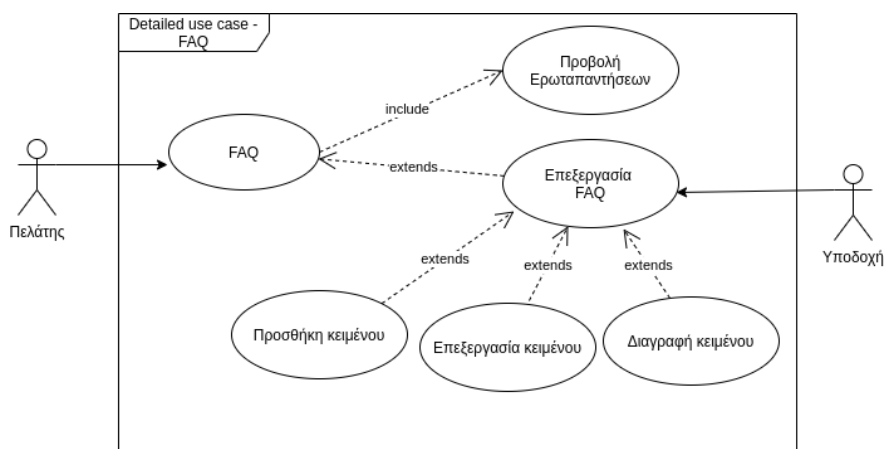 Detailed use case -
FAQ
Προβολή
Ερωταπαντήσεων
include
FAQ
extends
Επεξεργασία
FAQ
Πελάτης
Υποδοχή
extends
extends
extends
Προσθήκη κειμένου
Επεξεργασία κειμένου
Διαγραφή κειμένου